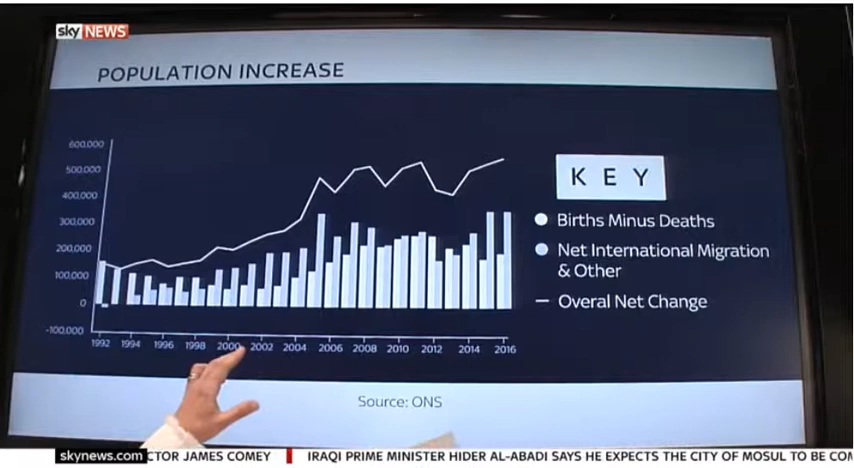 sky NEWS
POPULATION INCREASE
600,000
500,000
400,000
300,000
200,000
100,000
0
-100,000
1992 1994 1996 1998 2000 2002 2004 2006 2008 2010 2012 2014 2016
KEY
Births Minus Deaths
Net International Migration
& Other
Overal Net Change
Source: ONS
skynews.com CTOR JAMES COMEY IRAQI PRIME MINISTER HIDER AL-ABADI SAYS HE EXPECTS THE CITY OF MOSUL TO BE CO